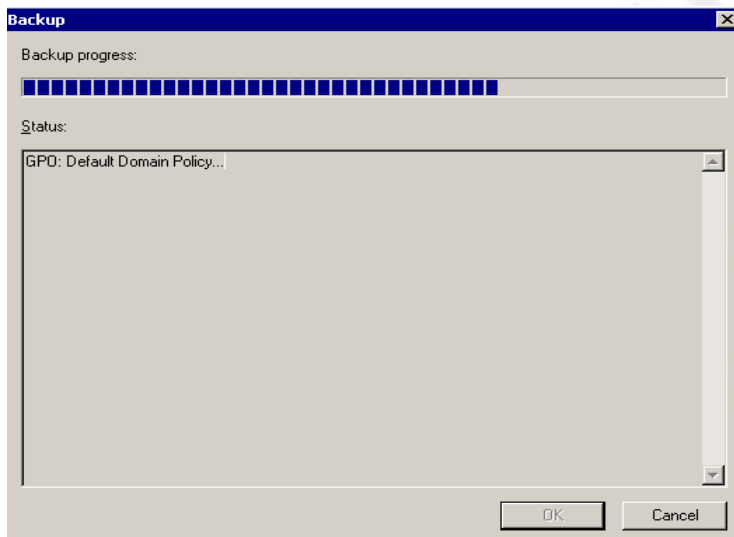 Backup
Backup progress:
Status:
GPO: Default Domain Policy...
OK
Cancel